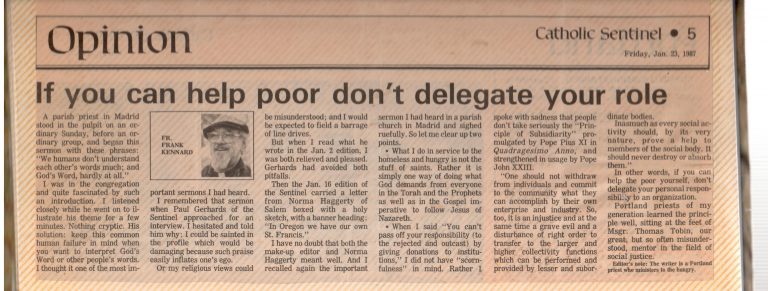 Opinion
Catholic Sentinel • 5
Friday, Jan. 23, 1987
If you can help poor don't delegate your role
A parish priest in Madrid
stood in the pulpit on an or-
dinary Sunday, before an or-
dinary group, and began this
sermon with these phrases:
"We humans don't understand
each other's words much; and
God's Word, hardly at all."
I was in the congregation
and quite fascinated by such
an introduction. I listened
closely while he went on to il-
lustrate his theme for a few
minutes. Nothing cryptic. His
solution: keep this common
human failure in mind when
you want to interpret God's
Word or other people's words.
I thought it one of the most im-
FR.
FRANK
KENNARD
portant sermons I had heard.
I remembered that sermon
when Paul Gerhards of the
Sentinel approached for an
interview. I hesitated and told
him why: I could be sainted in
the profile which would be
damaging because such praise
easily inflates one's ego.
Or my religious views could
be misunderstood; and I would
be expected to field a barrage
of line drives.
But when I read what he
wrote in the Jan. 2 edition, I
was both relieved and pleased.
Gerhards had avoided both
pitfalls.
Then the Jan. 16 edition of
the Sentinel carried a letter
from Norma Haggerty of
Salem boxed with a holy
sketch, with a banner heading:
"In Oregon we have our own
St. Francis."
I have no doubt that both the
make-up editor and Norma
Haggerty meant well. And I
recalled again the important
sermon I had heard in a parish
church in Madrid and sighed
ruefully. So let me clear up two
points.
• What I do in service to the
homeless and hungry is not the
stuff of saints. Rather it is
simply one way of doing what
God demands from everyone
in the Torah and the Prophets
as well as in the Gospel im-
perative to follow Jesus of
Nazareth.
• When I said "You can't
pass off your responsibility (to
the rejected and outcast) by
giving donations to institu-
tions," I did not have "scorn-
fulness" in mind. Rather I
spoke with sadness that people
don't take seriously the "Prin-
ciple of Subsidiarity" pro-
mulgated by Pope Pius XI in
Quadragesimo Anno, and
strengthened in usage by Pope
John XXIII.
"One should not withdraw
from individuals and commit
to the community what they
can accomplish by their own
enterprise and industry. So,
too, it is an injustice and at the
same time a grave evil and a
disturbance of right order to
transfer to the larger and
higher collectivity functions
which can be performed and
provided by lesser and subor-
dinate bodies.
Inasmuch as every social ac-
tivity should, by its very
nature, prove a help to
members of the social body. It
should never destroy or absorb
them."
In other words, if you can
help the poor yourself, don't
delegate your personal respon-
sibility to an organization.
Portland priests of my
generation learned the princi-
ple well, sitting at the feet of
Msgr. Thomas Tobin, our
great, but so often misunder-
stood, mentor in the field of
social justice.
Editor's note: The writer is a Portland
priest who ministers to the hungry.